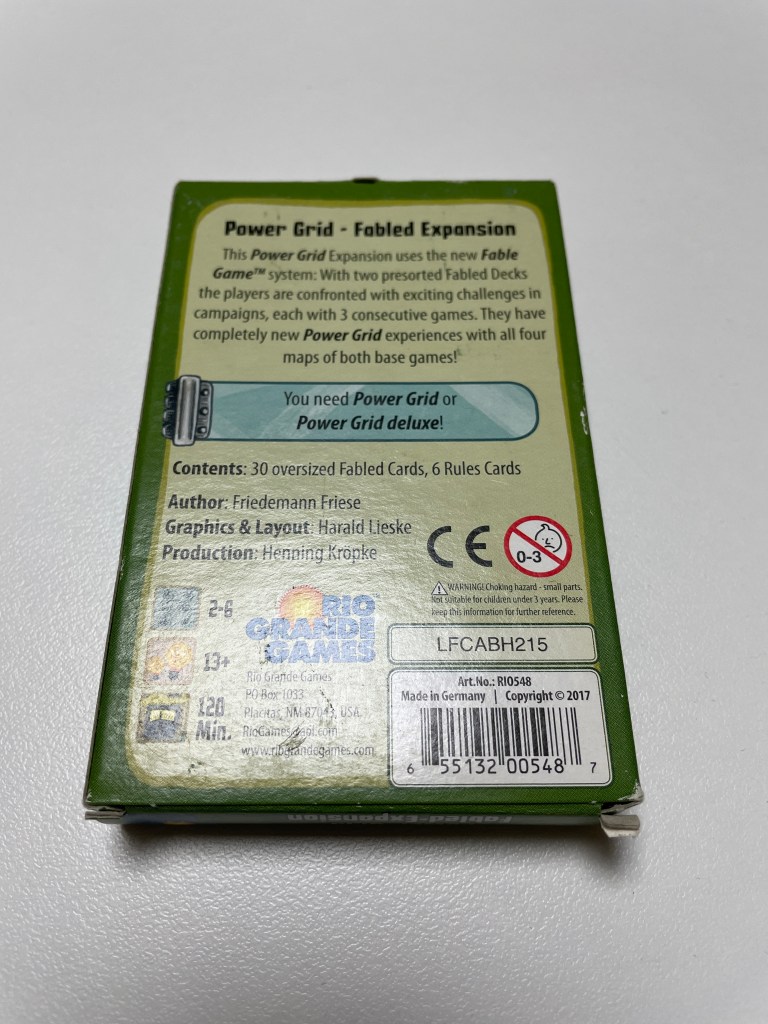 Power Grid - Fabled Expansion
This Power Grid Expansion uses the new Fable
Game™ system: With two presorted Fabled Decks
the players are confronted with exciting challenges in
campaigns, each with 3 consecutive games. They have
completely new Power Grid experiences with all four
maps of both base games!
You need Power Grid or
Power Grid deluxe!
Contents: 30 oversized Fabled Cards, 6 Rules Cards
Author: Friedemann Friese
Graphics & Layout: Harald Lieske
Production: Henning Kröpke
CE
0-3
WARNING! Choking hazard - small parts.
Not suitable for children under 3 years. Please
keep this information for further reference.
2-6
13+
120
Min.
RIO
GRANDE
GAMES
Rio Grande Games
PO Box 1033
Placitas, NM 87043, USA
RioGames@aol.com
www.riograndegames.com
LFCABH215
Art.No.: RIO548
Made in Germany | Copyright © 2017
6 55132 00548 7
Fabled-Expansion